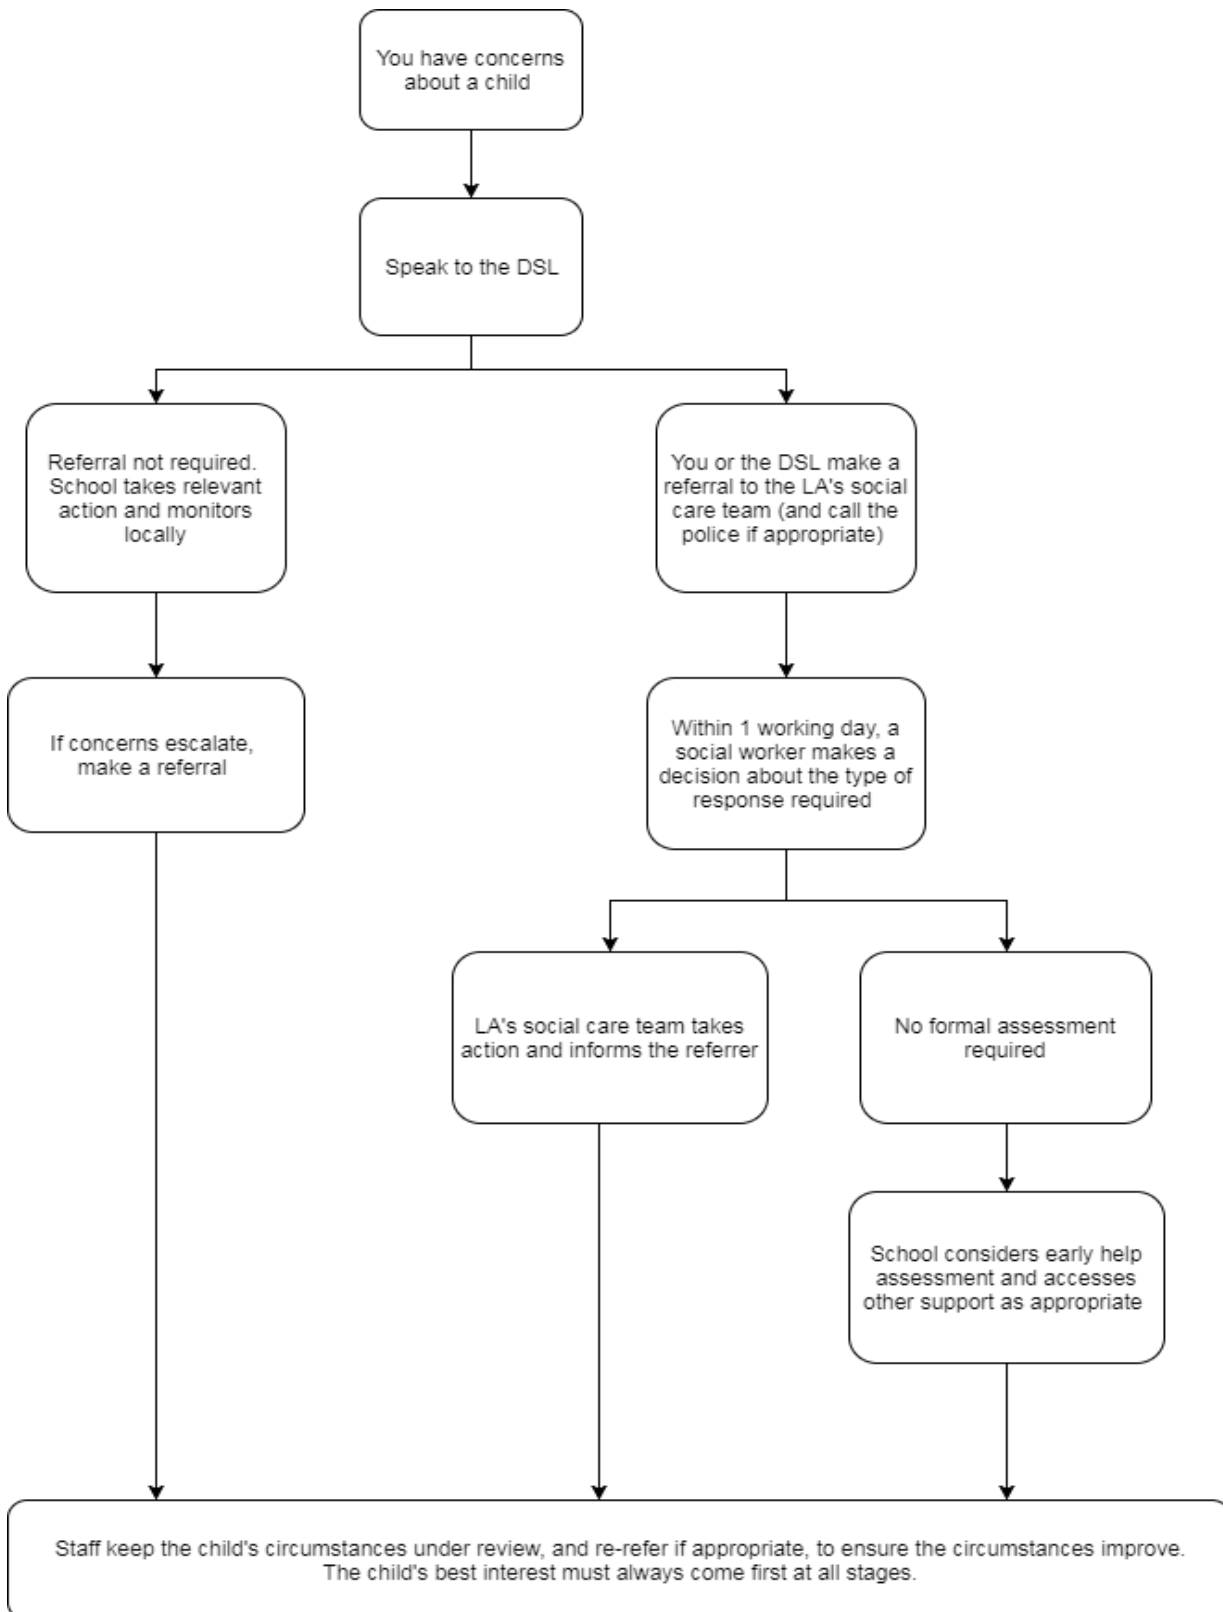 You have concerns
about a child
Speak to the DSL
Referral not required.
School takes relevant
action and monitors
locally
You or the DSL make a
referral to the LA's social
care team (and call the
police if appropriate)
If concerns escalate,
make a referral
Within 1 working day, a
social worker makes a
decision about the type of
response required
LA's social care team takes
action and informs the referrer
No formal assessment
required
School considers early help
assessment and accesses
other support as appropriate
Staff keep the child's circumstances under review, and re-refer if appropriate, to ensure the circumstances improve.
The child's best interest must always come first at all stages.